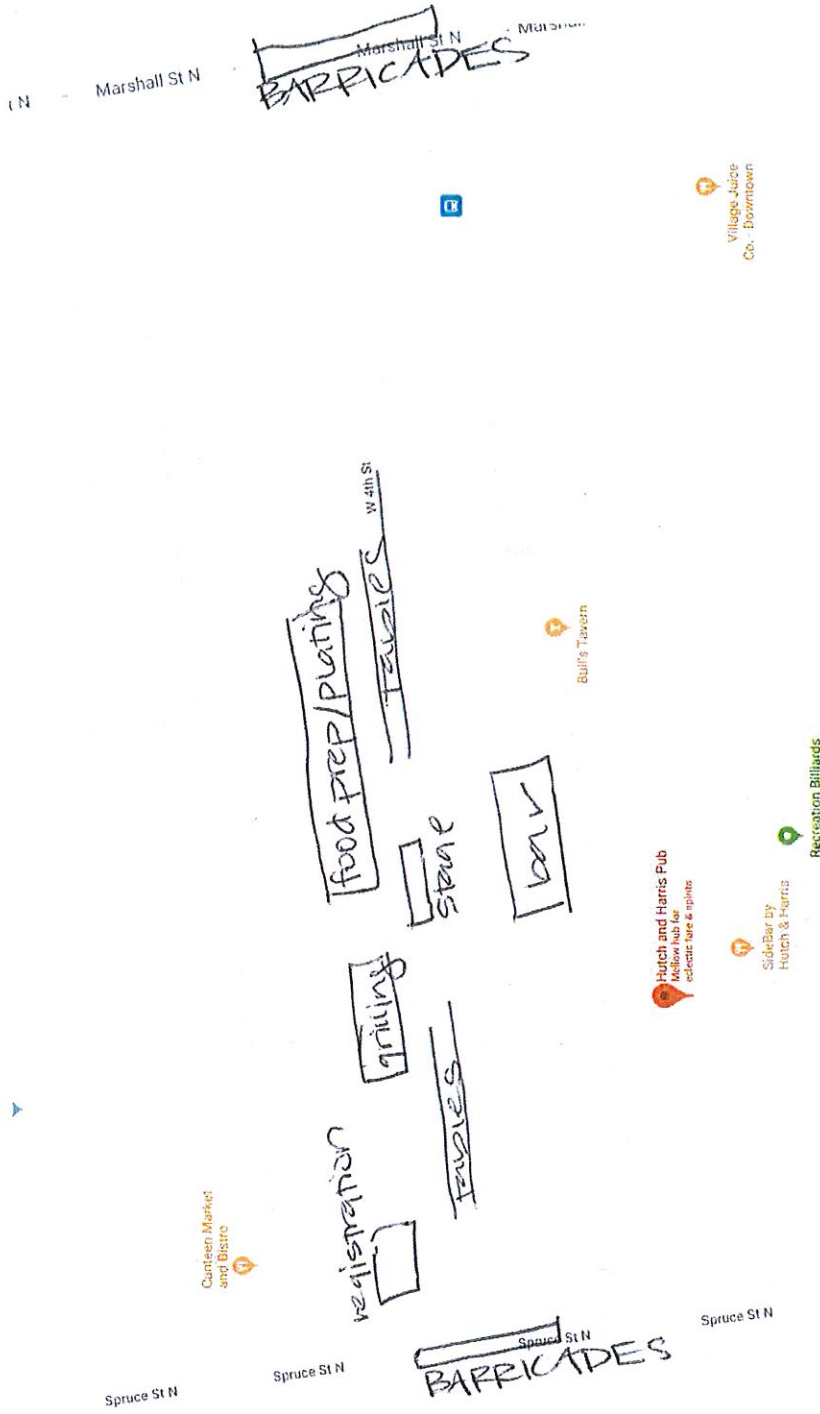 Marshall St N
Marshall St N
BARRICADES
Village Juice
Co. - Downtown
W 4th St
food prep/plating
Tables
Bull's Tavern
stage
bar
grilling
Tables
registration
Canteen Market
and Bistro
Hutch and Harris Pub
Mellow hub for
eclectic fare & spirits
SideBar by
Hutch & Harris
Recreation Billiards
Spruce St N
Spruce St N
Spruce St N
Spruce St N
BARRICADES